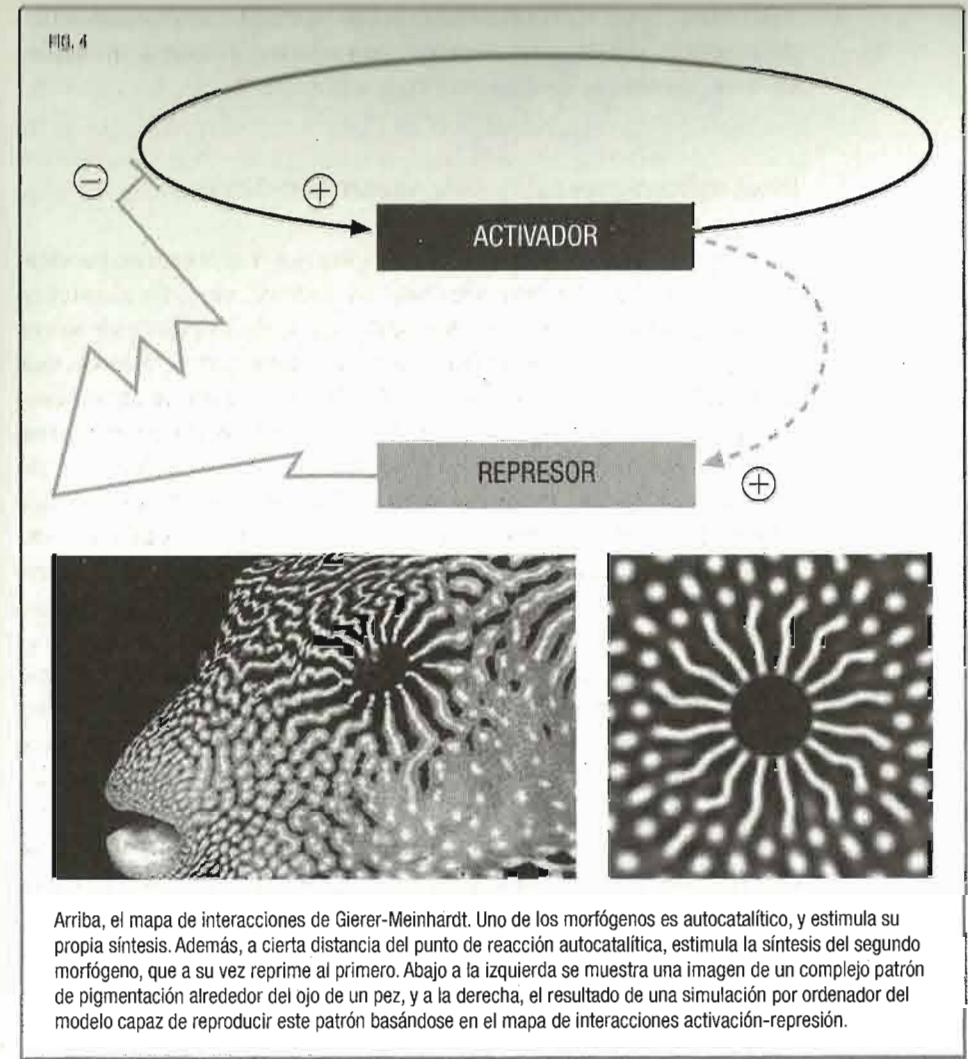 FIG. 4
−
+
ACTIVADOR
REPRESOR
+
Arriba, el mapa de interacciones de Gierer-Meinhardt. Uno de los morfógenos es autocatalítico, y estimula su
propia síntesis. Además, a cierta distancia del punto de reacción autocatalítica, estimula la síntesis del segundo
morfógeno, que a su vez reprime al primero. Abajo a la izquierda se muestra una imagen de un complejo patrón
de pigmentación alrededor del ojo de un pez, y a la derecha, el resultado de una simulación por ordenador del
modelo capaz de reproducir este patrón basándose en el mapa de interacciones activación-represión.